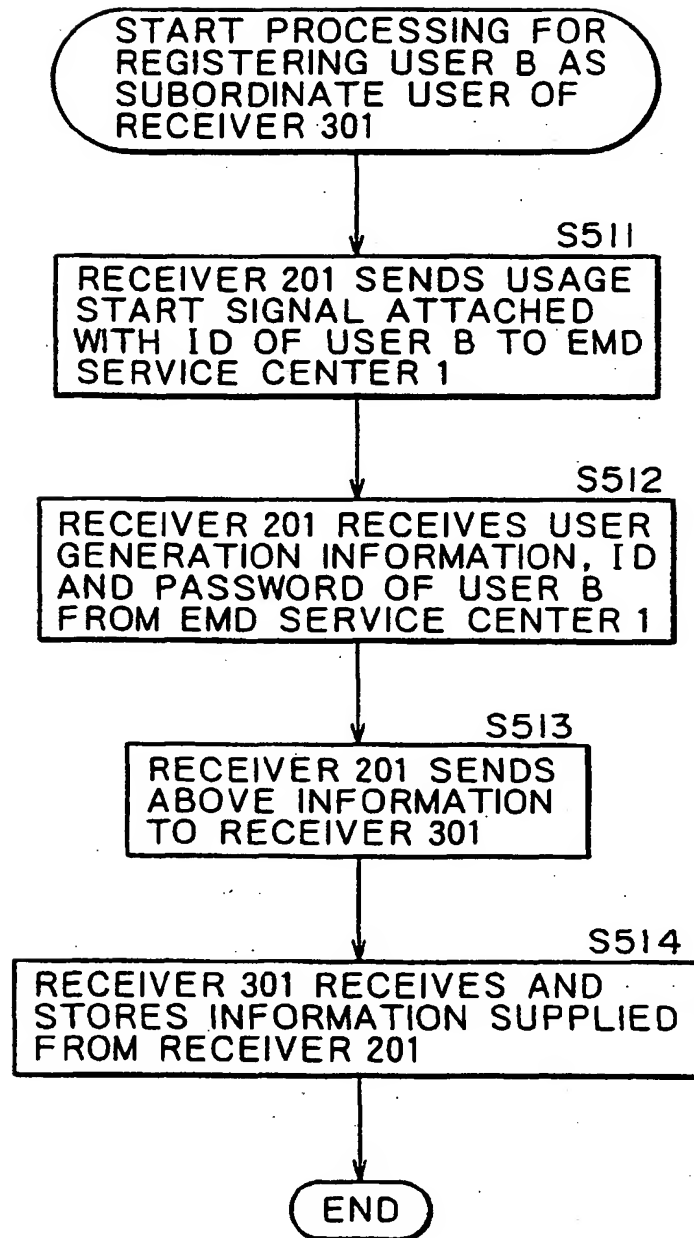 START PROCESSING FOR
REGISTERING USER B AS
SUBORDINATE USER OF
RECEIVER 301
S511
RECEIVER 201 SENDS USAGE
START SIGNAL ATTACHED
WITH ID OF USER B TO EMD
SERVICE CENTER 1
S512
RECEIVER 201 RECEIVES USER
GENERATION INFORMATION, ID
AND PASSWORD OF USER B
FROM EMD SERVICE CENTER 1
S513
RECEIVER 201 SENDS
ABOVE INFORMATION
TO RECEIVER 301
S514
RECEIVER 301 RECEIVES AND
STORES INFORMATION SUPPLIED
FROM RECEIVER 201
END